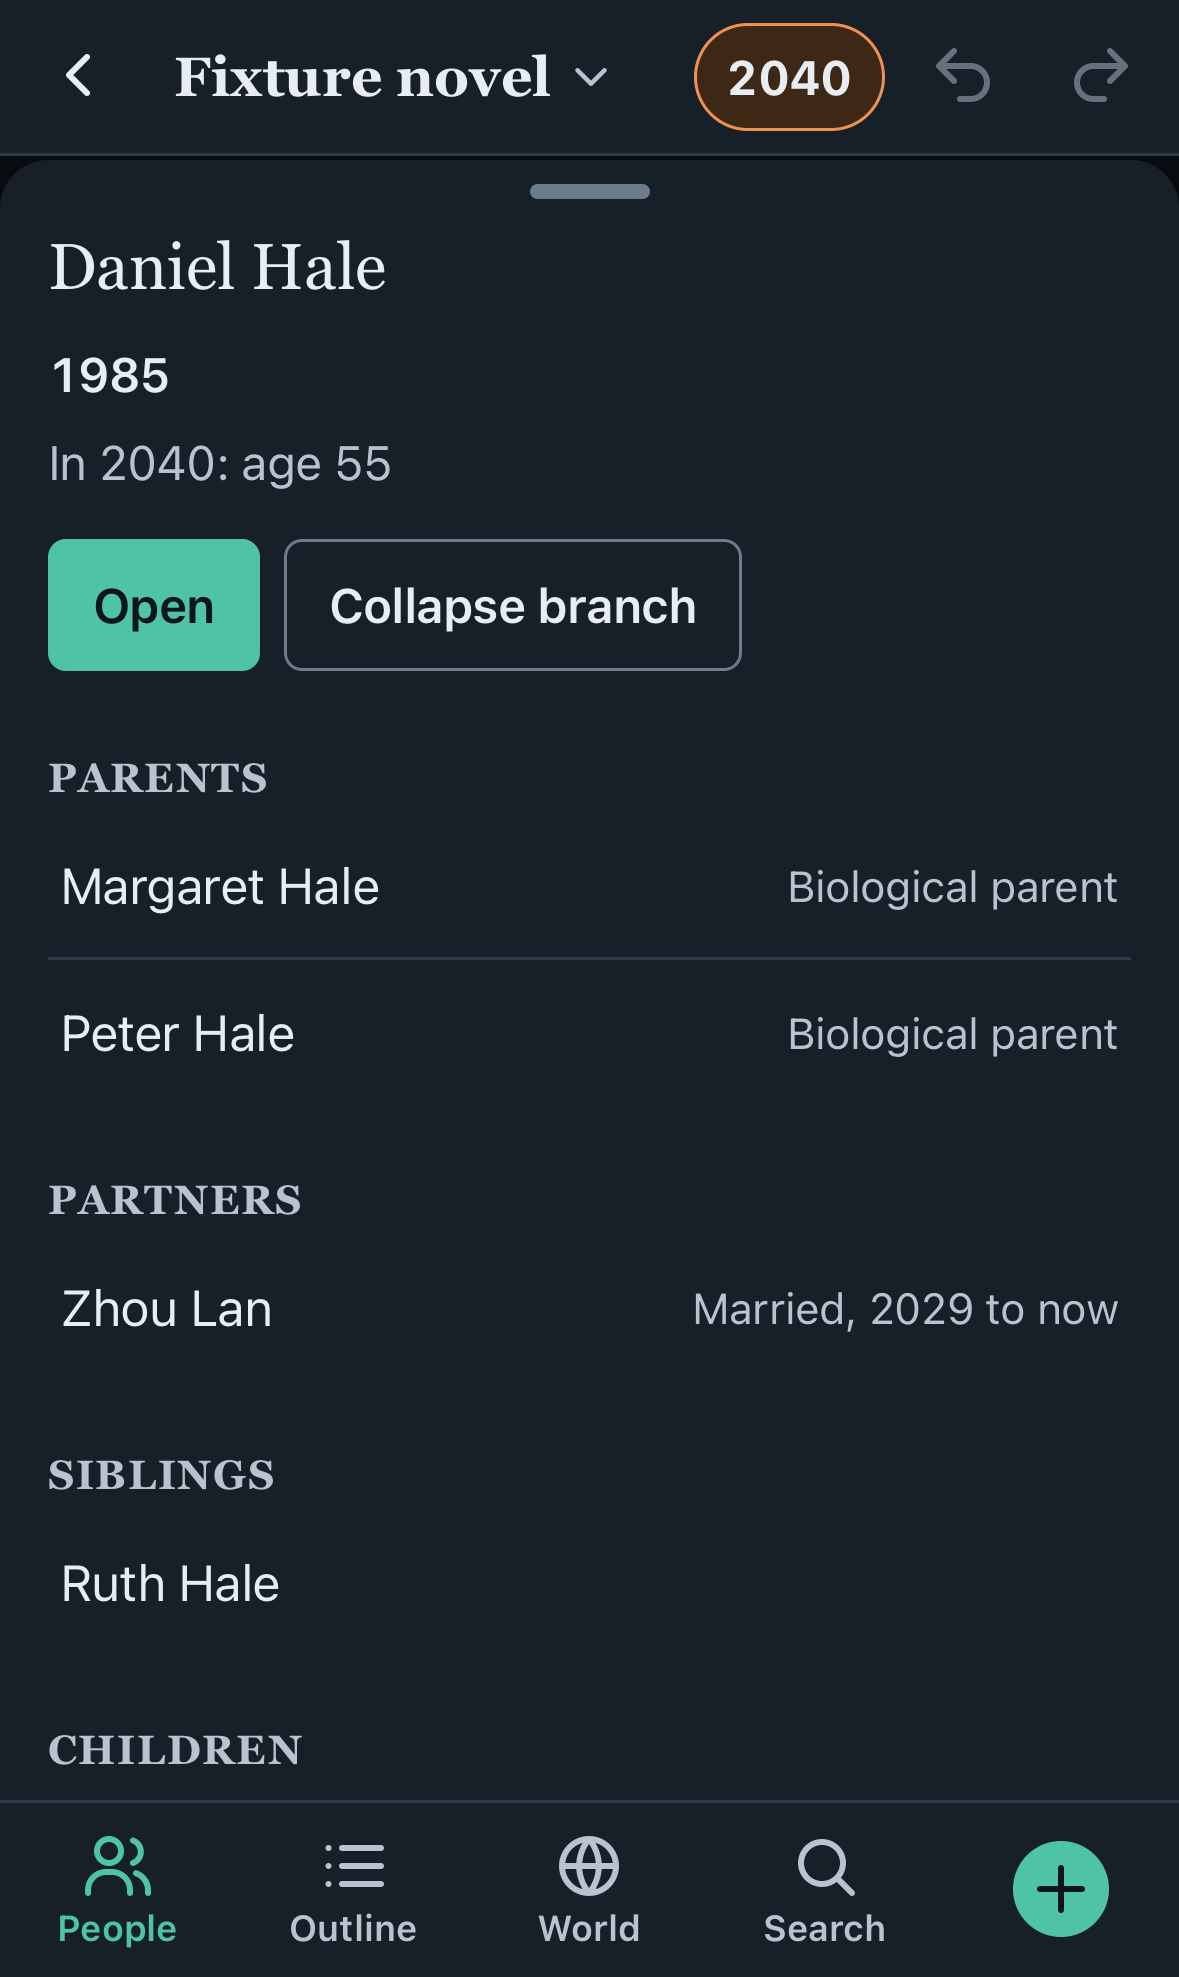 Fixture novel
2040
Daniel Hale
1985
In 2040: age 55
Open
Collapse branch
PARENTS
Margaret Hale
Biological parent
Peter Hale
Biological parent
PARTNERS
Zhou Lan
Married, 2029 to now
SIBLINGS
Ruth Hale
CHILDREN
People
Outline
World
Search